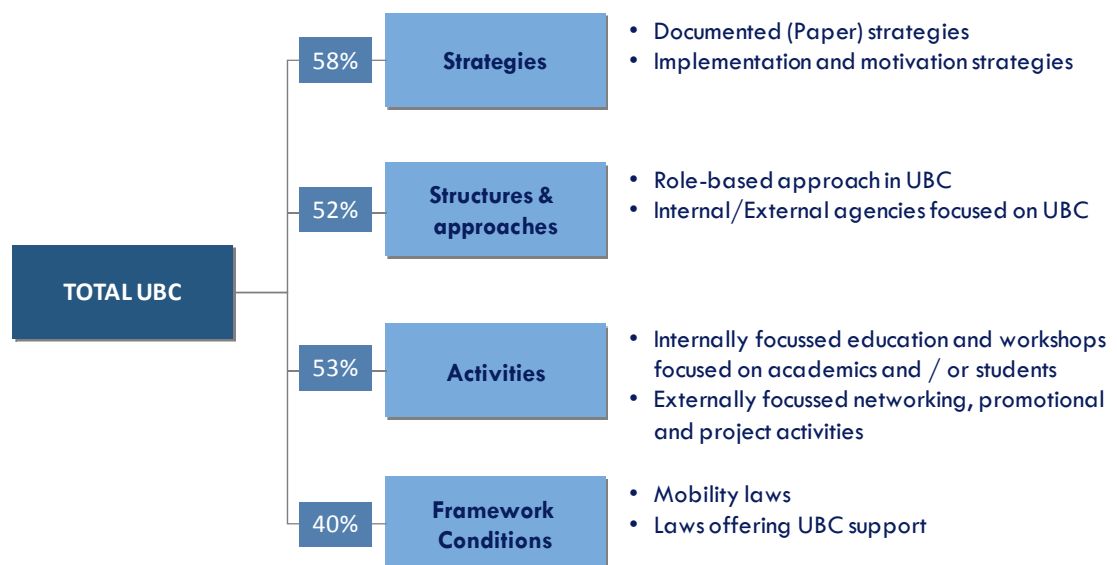 58%
Strategies
• Documented (Paper) strategies
• Implementation and motivation strategies
52%
Structures &
approaches
• Role-based approach in UBC
• Internal/External agencies focused on UBC
TOTAL UBC
53%
Activities
• Internally focussed education and workshops
focused on academics and / or students
• Externally focussed networking, promotional
and project activities
40%
Framework
Conditions
• Mobility laws
• Laws offering UBC support